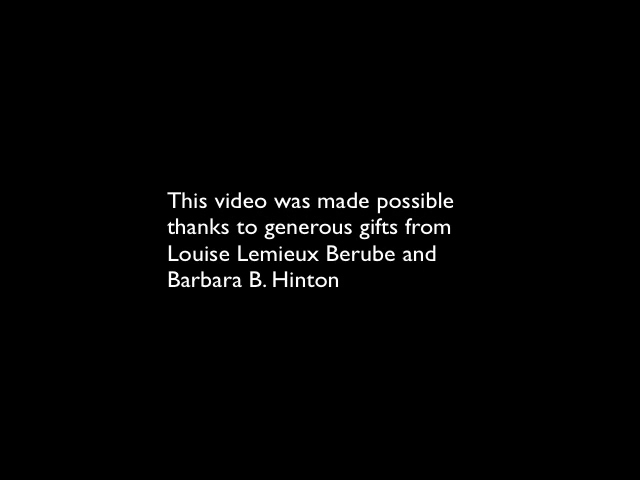 This video was made possible
thanks to generous gifts from
Louise Lemieux Berube and
Barbara B. Hinton